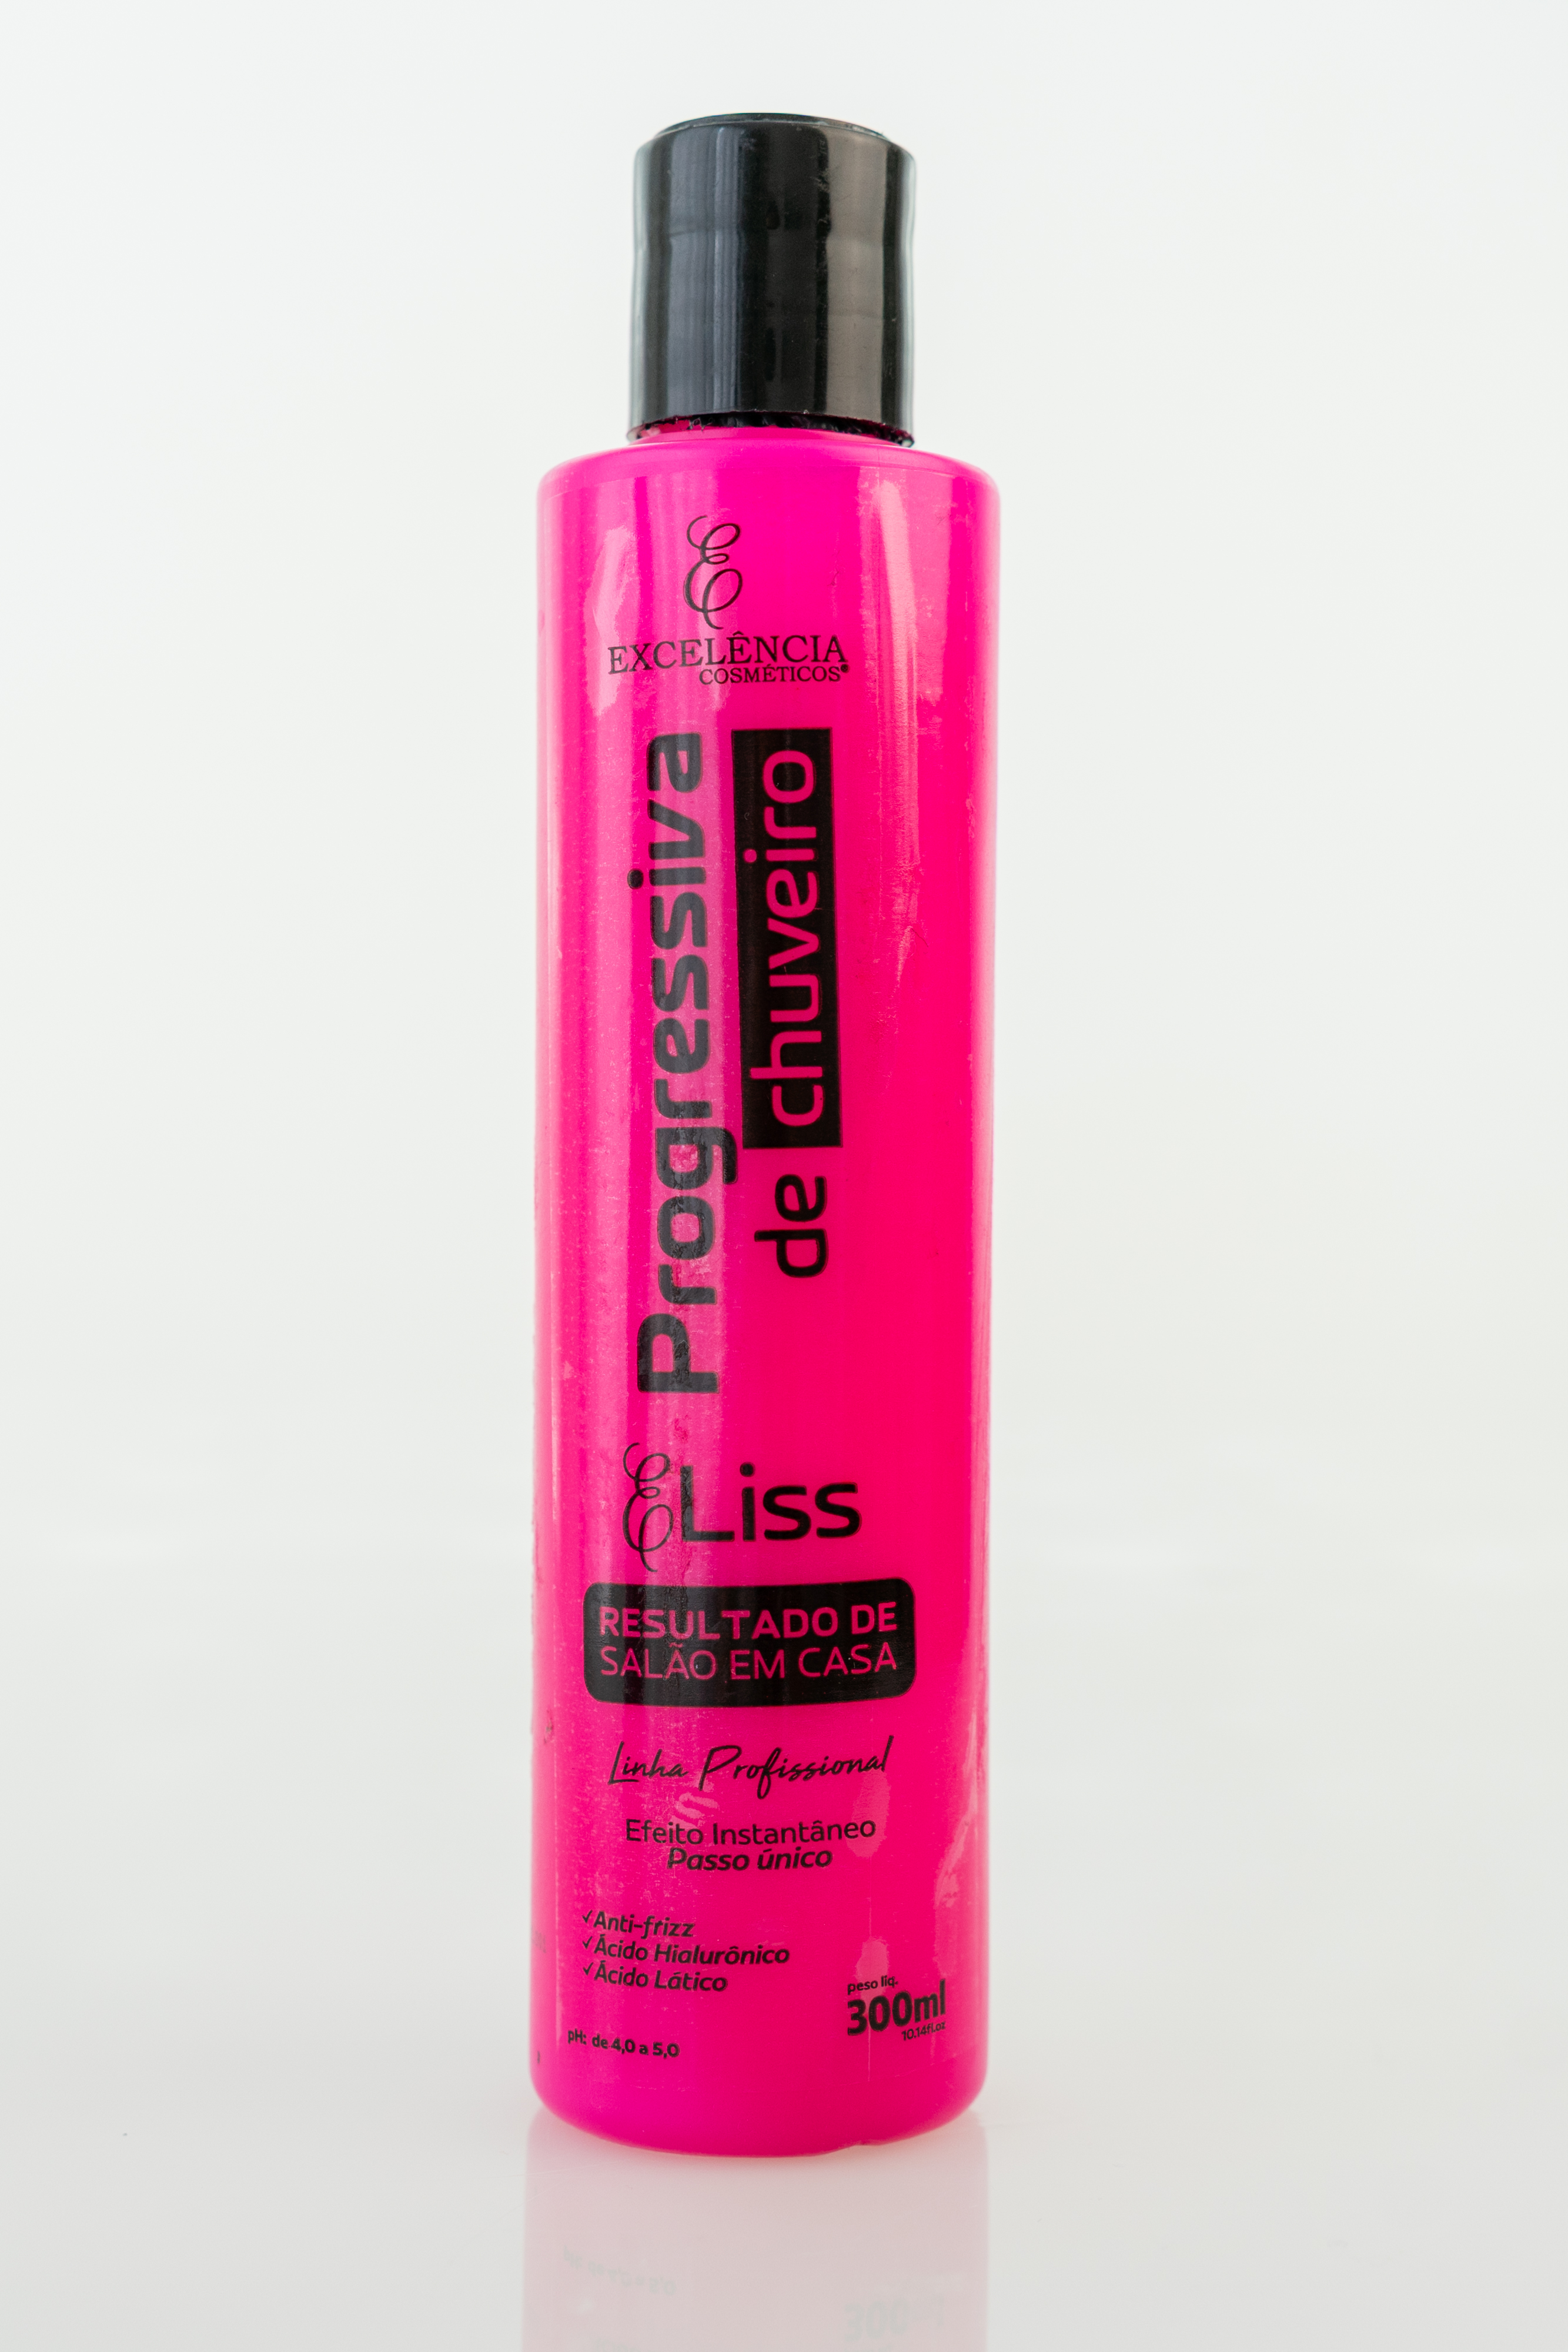 E
EXCELÊNCIA
COSMÉTICOS®
Progressiva
de chuveiro
E Liss
RESULTADO DE
SALÃO EM CASA
Linha Profissional
Efeito Instantâneo
Passo único
✓Anti-frizz
✓Ácido Hialurônico
✓Ácido Lático
peso líq.
300ml
10.14fl.oz
pH: de 4,0 a 5,0